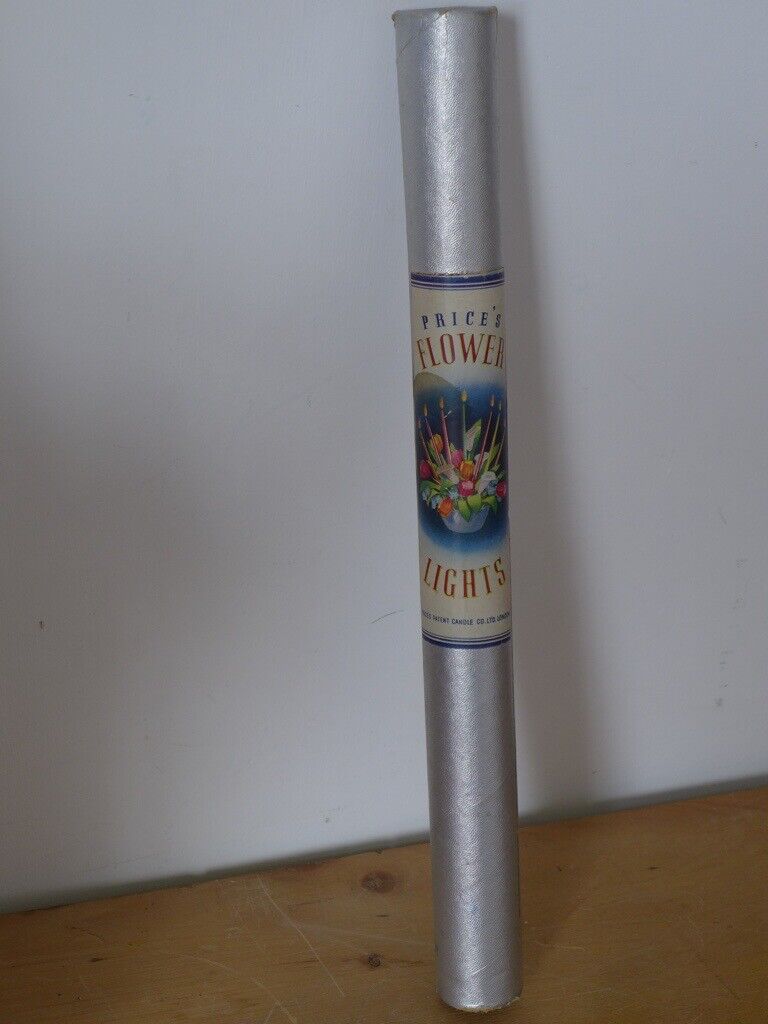 PRICE'S
FLOWER
LIGHTS
PATENT CANDLE CO. LTD. LONDON